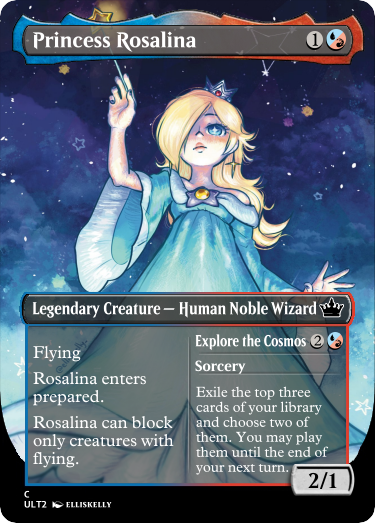 Princess Rosalina 1
Legendary Creature — Human Noble Wizard
Flying
Rosalina enters
prepared.
Rosalina can block
only creatures with
flying.
Explore the Cosmos 2
Sorcery
Exile the top three
cards of your library
and choose two of
them. You may play
them until the end of
your next turn.
2/1
C
ULT2 ELLISKELLY